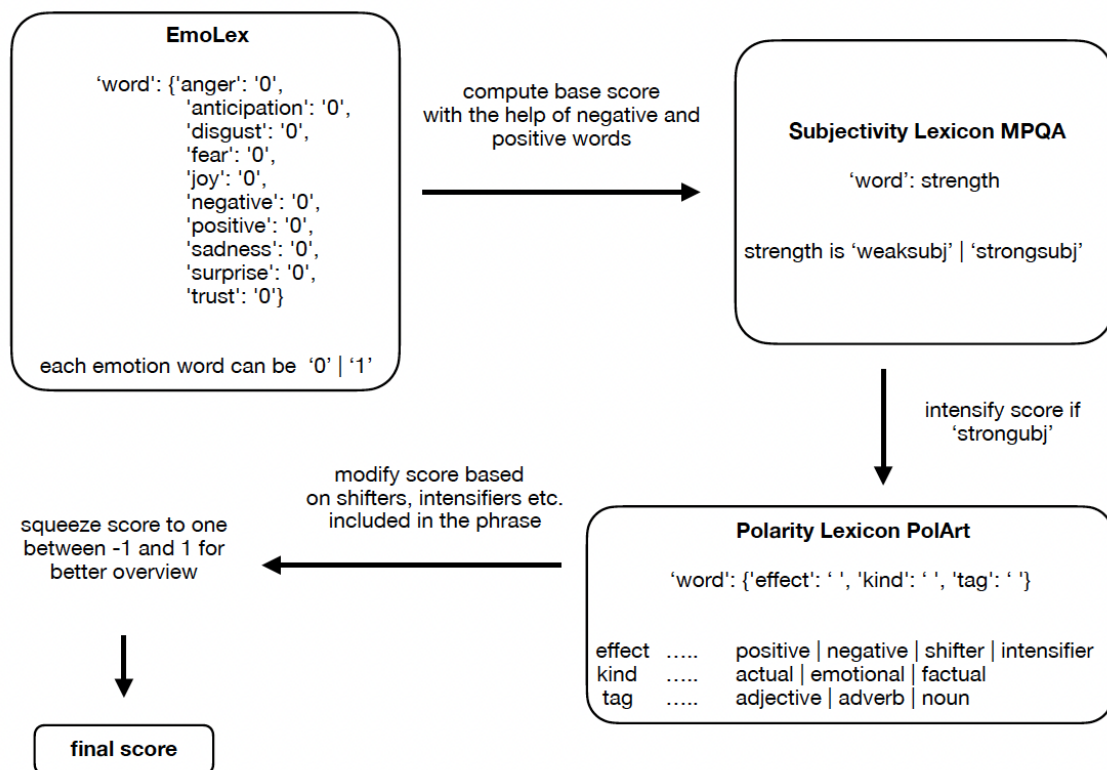 EmoLex
‘word': {'anger': '0',
'anticipation': '0',
'disgust': '0',
'fear': '0',
'joy': '0',
'negative': '0',
'positive': '0',
'sadness': '0',
'surprise': '0',
'trust': '0'}
each emotion word can be ‘0’ | ‘1’
compute base score
with the help of negative and
positive words
Subjectivity Lexicon MPQA
‘word’: strength
strength is ‘weaksubj’ | ‘strongsubj’
intensify score if
‘strongubj’
Polarity Lexicon PolArt
‘word’: {'effect': ‘ ’, 'kind': ‘ ’, 'tag': ‘ ’}
effect ..... positive | negative | shifter | intensifier
kind ..... actual | emotional | factual
tag ..... adjective | adverb | noun
modify score based
on shifters, intensifiers etc.
included in the phrase
squeeze score to one
between -1 and 1 for
better overview
final score